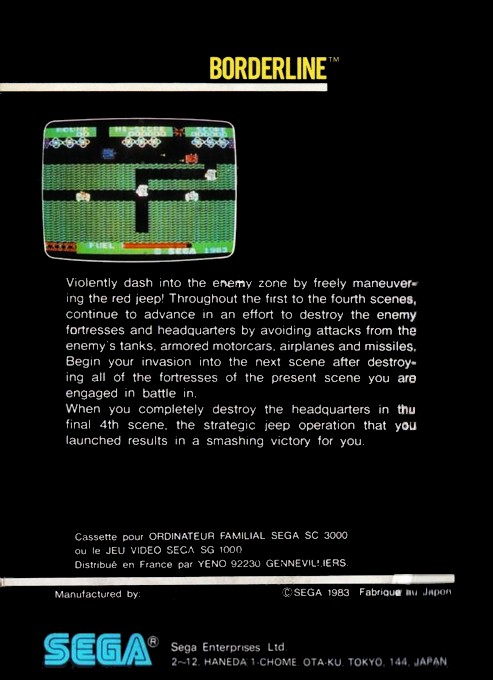 BORDERLINE™
HI-SCORE
FUEL
© SEGA 1983
Violently dash into the enemy zone by freely maneuver-
ing the red jeep! Throughout the first to the fourth scenes,
continue to advance in an effort to destroy the enemy
fortresses and headquarters by avoiding attacks from the
enemy's tanks, armored motorcars, airplanes and missiles.
Begin your invasion into the next scene after destroy-
ing all of the fortresses of the present scene you are
engaged in battle in.
When you completely destroy the headquarters in thu
final 4th scene, the strategic jeep operation that you
launched results in a smashing victory for you.
Cassette pour ORDINATEUR FAMILIAL SEGA SC 3000
ou le JEU VIDEO SEGA SG 1000
Distribué en France par YENO 92230 GENNEVILLIERS.
Manufactured by: ©SEGA 1983 Fabrique au Japon
SEGA® Sega Enterprises Ltd
2-12, HANEDA 1-CHOME OTA-KU, TOKYO, 144, JAPAN